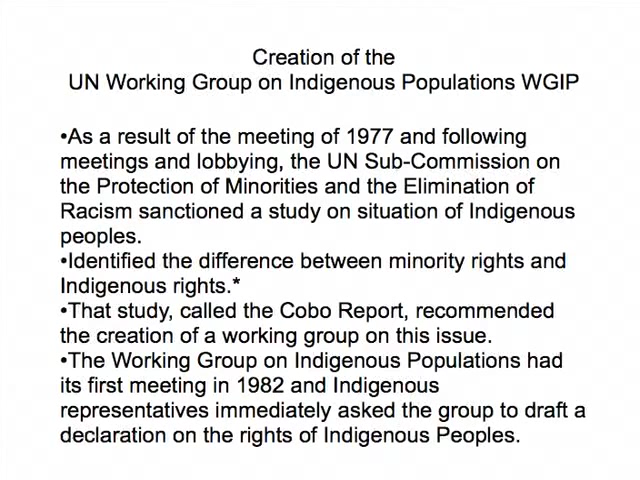 Creation of the
UN Working Group on Indigenous Populations WGIP
•As a result of the meeting of 1977 and following
meetings and lobbying, the UN Sub-Commission on
the Protection of Minorities and the Elimination of
Racism sanctioned a study on situation of Indigenous
peoples.
•Identified the difference between minority rights and
Indigenous rights.*
•That study, called the Cobo Report, recommended
the creation of a working group on this issue.
•The Working Group on Indigenous Populations had
its first meeting in 1982 and Indigenous
representatives immediately asked the group to draft a
declaration on the rights of Indigenous Peoples.